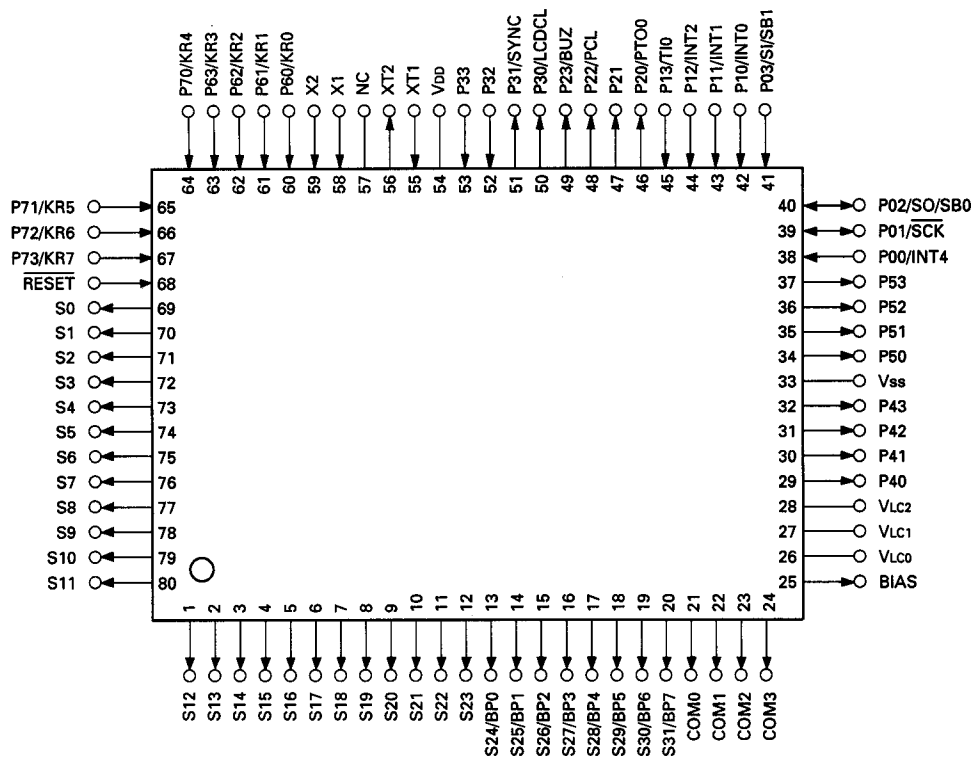 P70/KR4 P63/KR3 P62/KR2 P61/KR1 P60/KR0 X2 X1 NC XT2 XT1 VDD P33 P32 P31/SYNC P30/LCDCL P23/BUZ P22/PCL P21 P20/PTO0 P13/TI0 P12/INT2 P11/INT1 P10/INT0 P03/SI/SB1
64 63 62 61 60 59 58 57 56 55 54 53 52 51 50 49 48 47 46 45 44 43 42 41
P71/KR5 65 40 P02/SO/SB0
P72/KR6 66 39 P01/S̅C̅K̅
P73/KR7 67 38 P00/INT4
R̅E̅S̅E̅T̅ 68 37 P53
S0 69 36 P52
S1 70 35 P51
S2 71 34 P50
S3 72 33 VSS
S4 73 32 P43
S5 74 31 P42
S6 75 30 P41
S7 76 29 P40
S8 77 28 VLC2
S9 78 27 VLC1
S10 79 26 VLC0
S11 80 25 BIAS
1 2 3 4 5 6 7 8 9 10 11 12 13 14 15 16 17 18 19 20 21 22 23 24
S12 S13 S14 S15 S16 S17 S18 S19 S20 S21 S22 S23 S24/BP0 S25/BP1 S26/BP2 S27/BP3 S28/BP4 S29/BP5 S30/BP6 S31/BP7 COM0 COM1 COM2 COM3